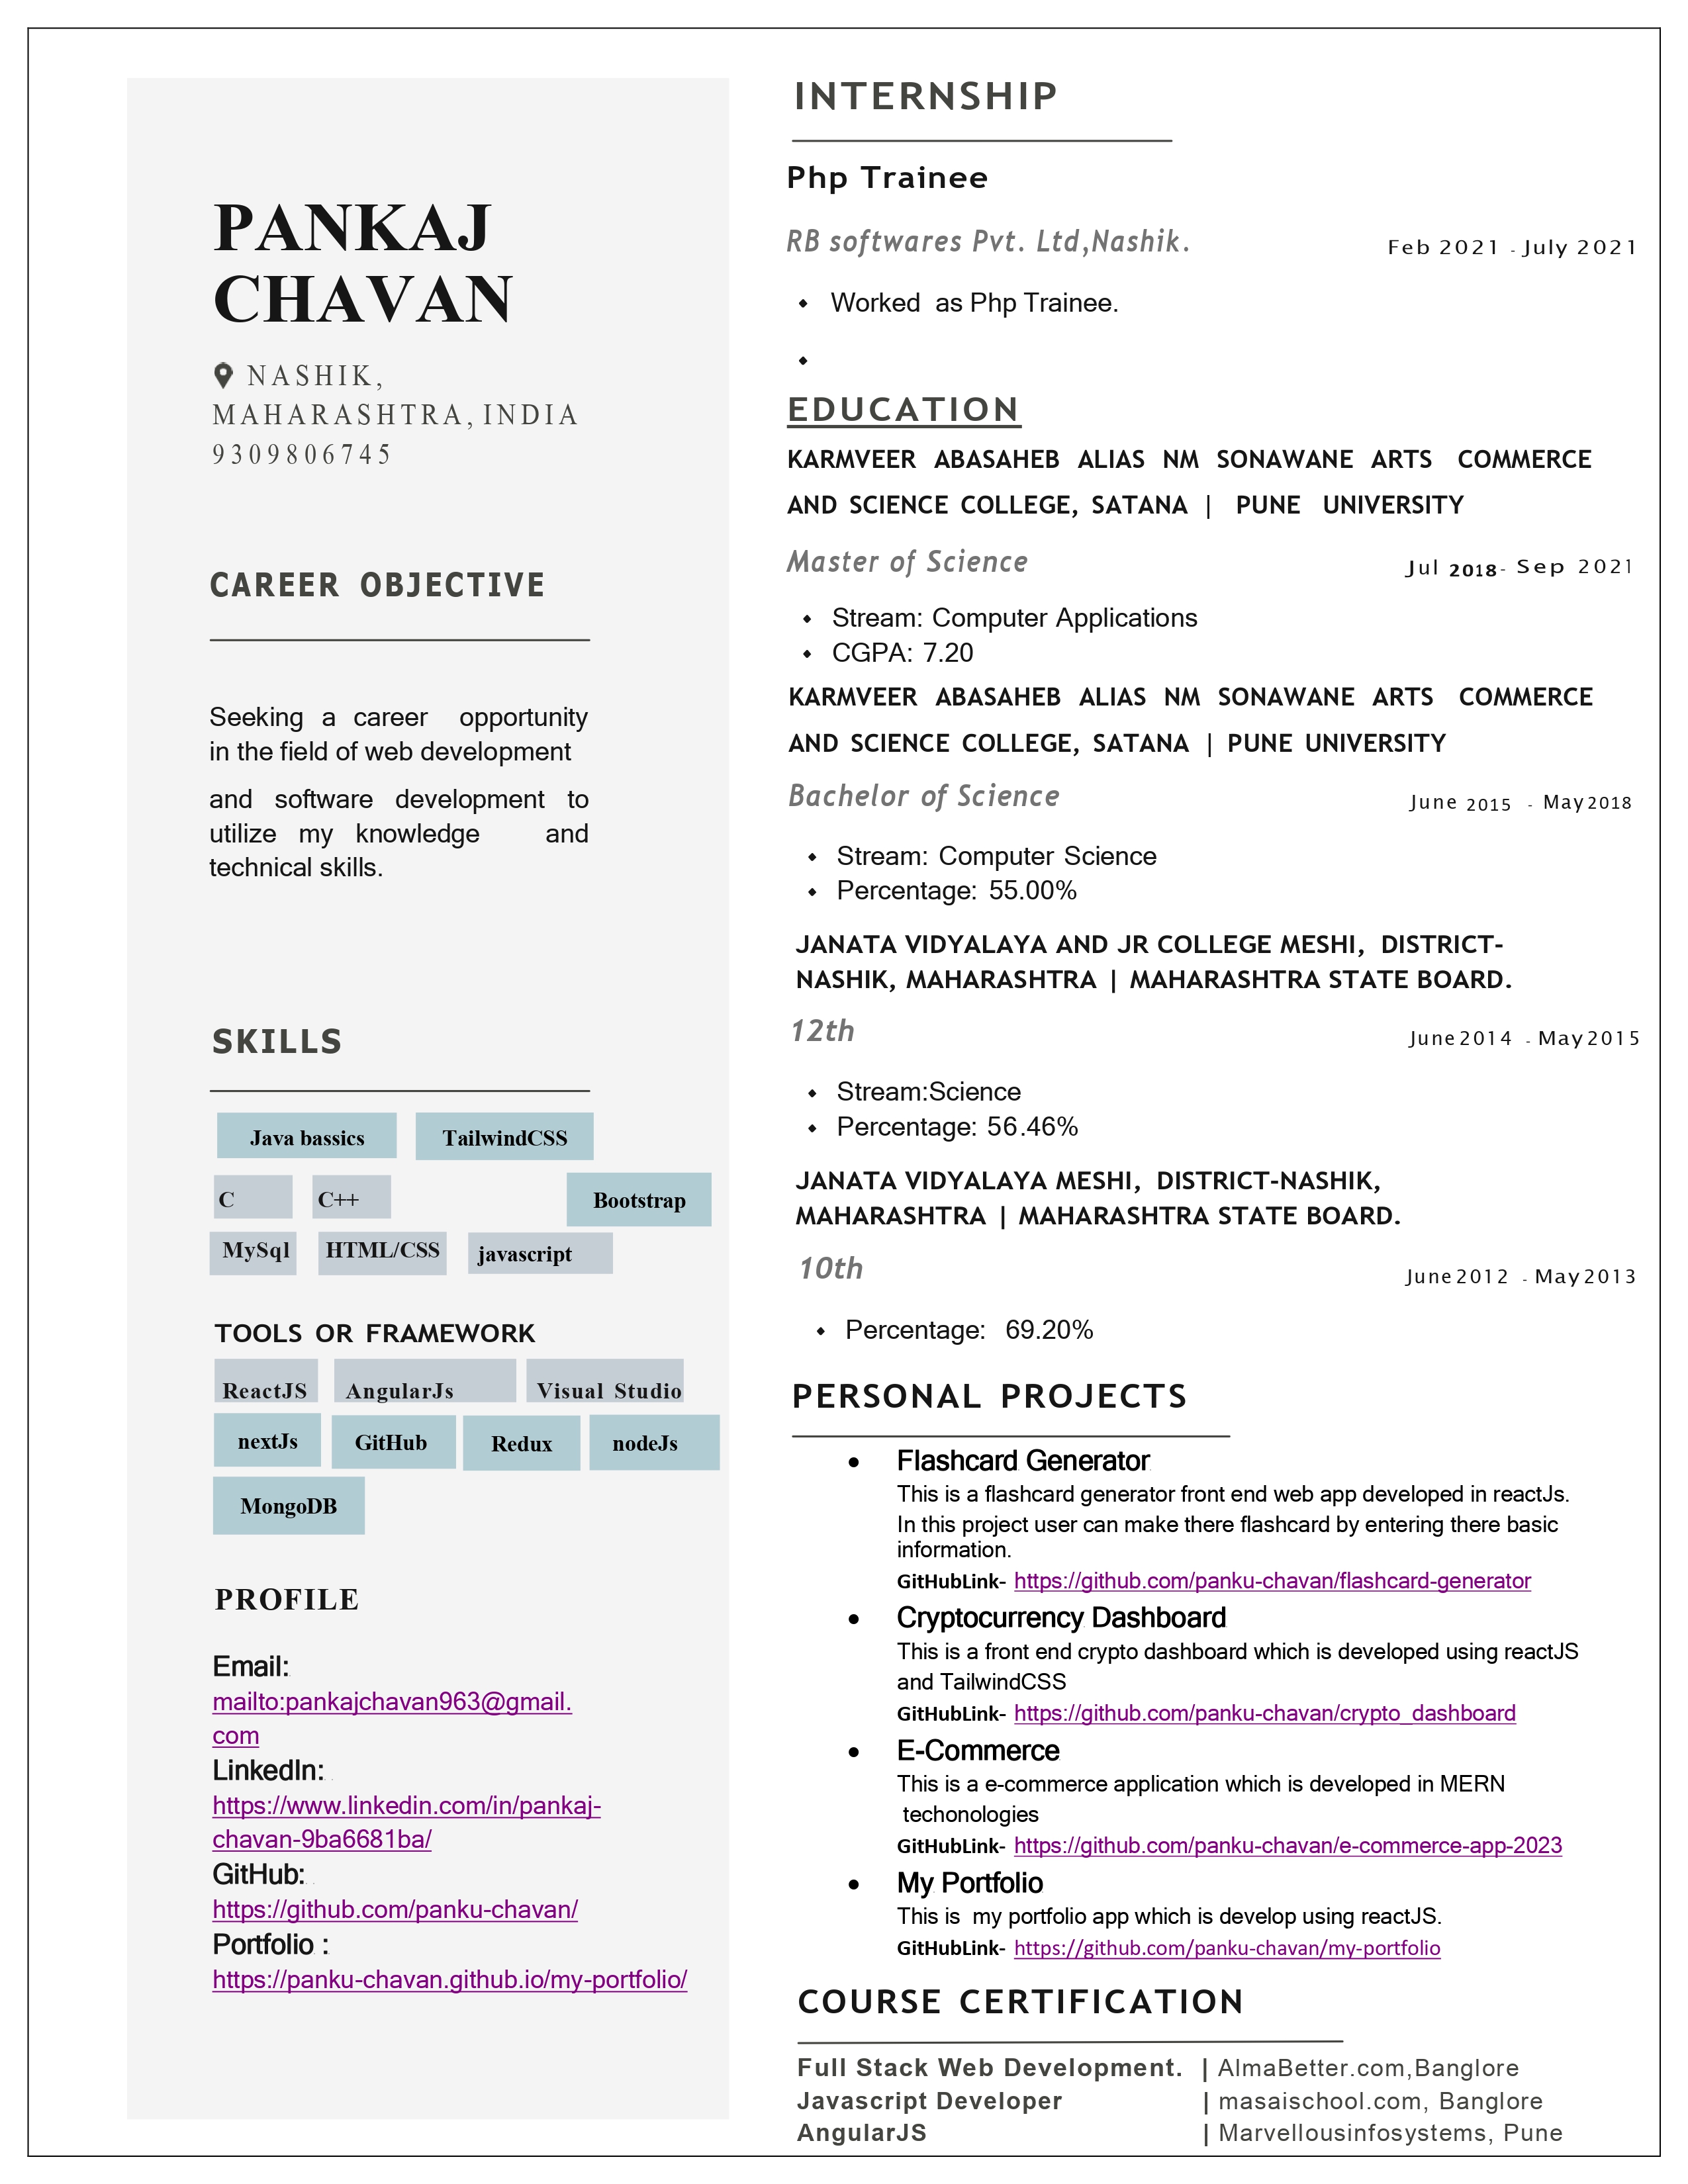 PANKAJ
CHAVAN
NASHIK,
MAHARASHTRA, INDIA
9309806745
CAREER OBJECTIVE
Seeking a career opportunity
in the field of web development
and software development to
utilize my knowledge and
technical skills.
SKILLS
Java bassics TailwindCSS
C C++ Bootstrap
MySql HTML/CSS javascript
TOOLS OR FRAMEWORK
ReactJS AngularJs Visual Studio
nextJs GitHub Redux nodeJs
MongoDB
PROFILE
Email:
mailto:pankajchavan963@gmail.
com
LinkedIn:
https://www.linkedin.com/in/pankaj-
chavan-9ba6681ba/
GitHub:
https://github.com/panku-chavan/
Portfolio :
https://panku-chavan.github.io/my-portfolio/
INTERNSHIP
Php Trainee
RB softwares Pvt. Ltd,Nashik. Feb 2021 - July 2021
• Worked as Php Trainee.
•
EDUCATION
KARMVEER ABASAHEB ALIAS NM SONAWANE ARTS COMMERCE
AND SCIENCE COLLEGE, SATANA | PUNE UNIVERSITY
Master of Science Jul 2018- Sep 2021
• Stream: Computer Applications
• CGPA: 7.20
KARMVEER ABASAHEB ALIAS NM SONAWANE ARTS COMMERCE
AND SCIENCE COLLEGE, SATANA | PUNE UNIVERSITY
Bachelor of Science June 2015 - May2018
• Stream: Computer Science
• Percentage: 55.00%
JANATA VIDYALAYA AND JR COLLEGE MESHI, DISTRICT-
NASHIK, MAHARASHTRA | MAHARASHTRA STATE BOARD.
12th June2014 - May2015
• Stream:Science
• Percentage: 56.46%
JANATA VIDYALAYA MESHI, DISTRICT-NASHIK,
MAHARASHTRA | MAHARASHTRA STATE BOARD.
10th June2012 - May2013
• Percentage: 69.20%
PERSONAL PROJECTS
• Flashcard Generator
This is a flashcard generator front end web app developed in reactJs.
In this project user can make there flashcard by entering there basic
information.
GitHubLink- https://github.com/panku-chavan/flashcard-generator
• Cryptocurrency Dashboard
This is a front end crypto dashboard which is developed using reactJS
and TailwindCSS
GitHubLink- https://github.com/panku-chavan/crypto_dashboard
• E-Commerce
This is a e-commerce application which is developed in MERN
techonologies
GitHubLink- https://github.com/panku-chavan/e-commerce-app-2023
• My Portfolio
This is my portfolio app which is develop using reactJS.
GitHubLink- https://github.com/panku-chavan/my-portfolio
COURSE CERTIFICATION
Full Stack Web Development. | AlmaBetter.com,Banglore
Javascript Developer | masaischool.com, Banglore
AngularJS | Marvellousinfosystems, Pune